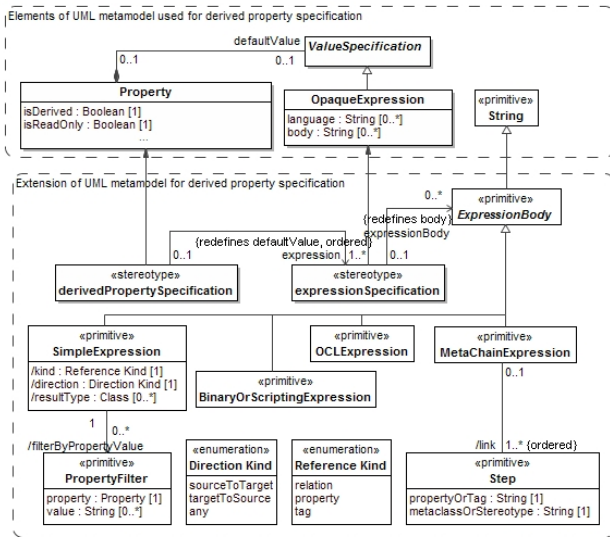 Elements of UML metamodel used for derived property specification
defaultValue
ValueSpecification
0..1
0..1
Property
isDerived : Boolean [1]
isReadOnly : Boolean [1]
...
OpaqueExpression
language : String [0..*]
body : String [0..*]
«primitive»
String
Extension of UML metamodel for derived property specification
0..*
«primitive»
ExpressionBody
{redefines body}
expressionBody
{redefines defaultValue, ordered}
0..1
expression
1..*
0..1
«stereotype»
derivedPropertySpecification
«stereotype»
expressionSpecification
«primitive»
SimpleExpression
/kind : Reference Kind [1]
/direction : Direction Kind [1]
/resultType : Class [0..*]
«primitive»
OCLExpression
«primitive»
MetaChainExpression
«primitive»
BinaryOrScriptingExpression
0..1
1
0..*
/filterByPropertyValue
/link
1..* {ordered}
«primitive»
PropertyFilter
property : Property [1]
value : String [0..*]
«enumeration»
Direction Kind
sourceToTarget
targetToSource
any
«enumeration»
Reference Kind
relation
property
tag
«primitive»
Step
propertyOrTag : String [1]
metaclassOrStereotype : String [1]